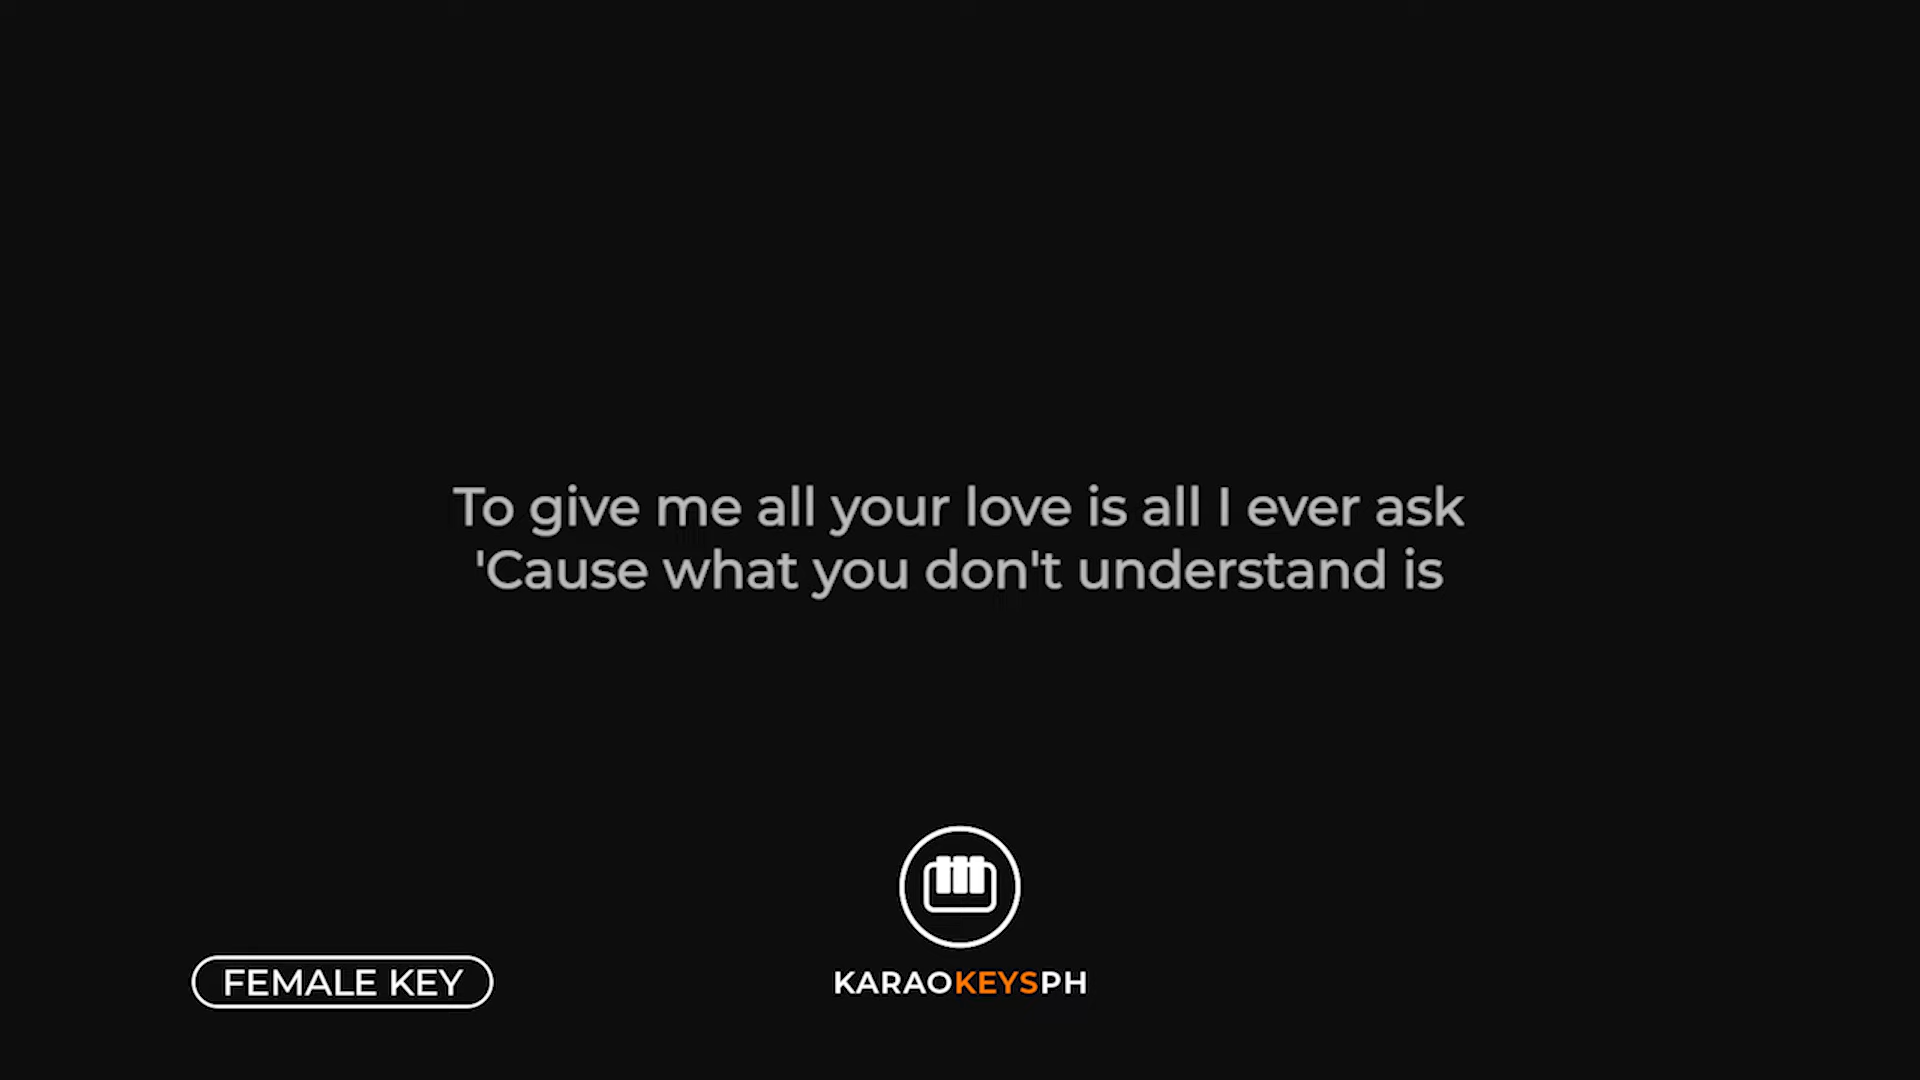 To give me all your love is all I ever ask
'Cause what you don't understand is
FEMALE KEY
KARAOKEYSPH